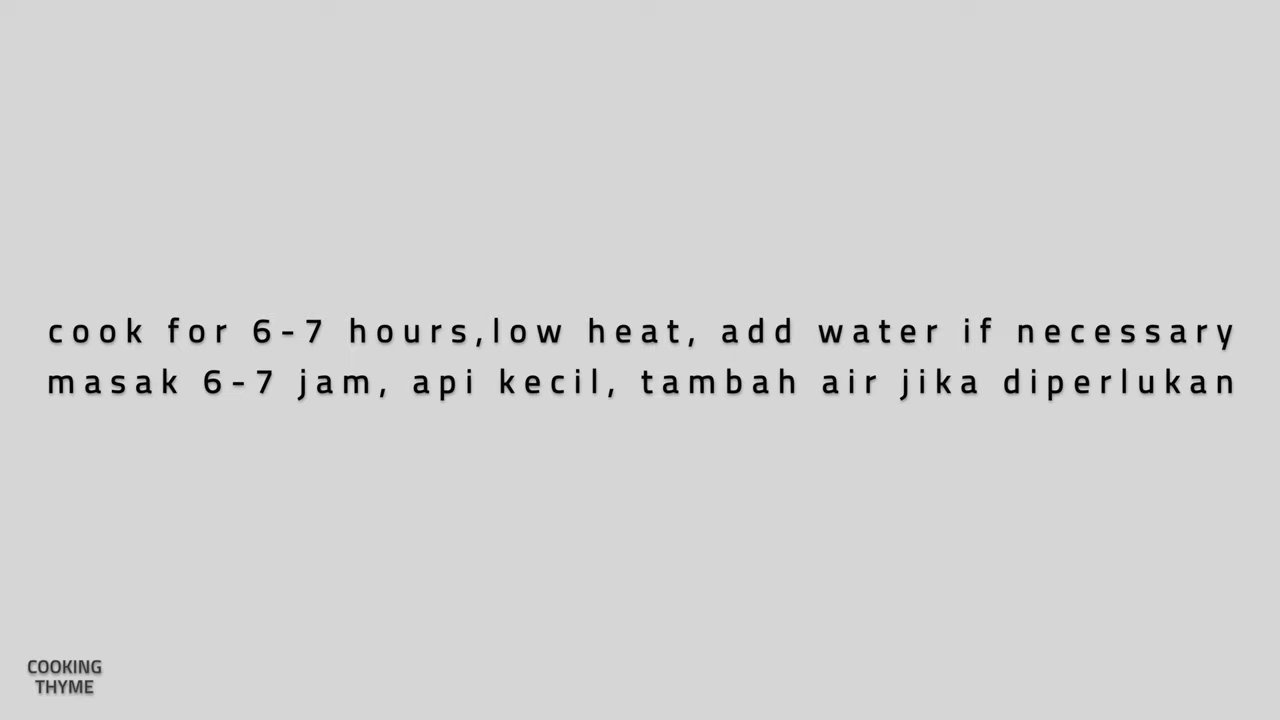 cook for 6-7 hours,low heat, add water if necessary
masak 6-7 jam, api kecil, tambah air jika diperlukan
COOKING
THYME